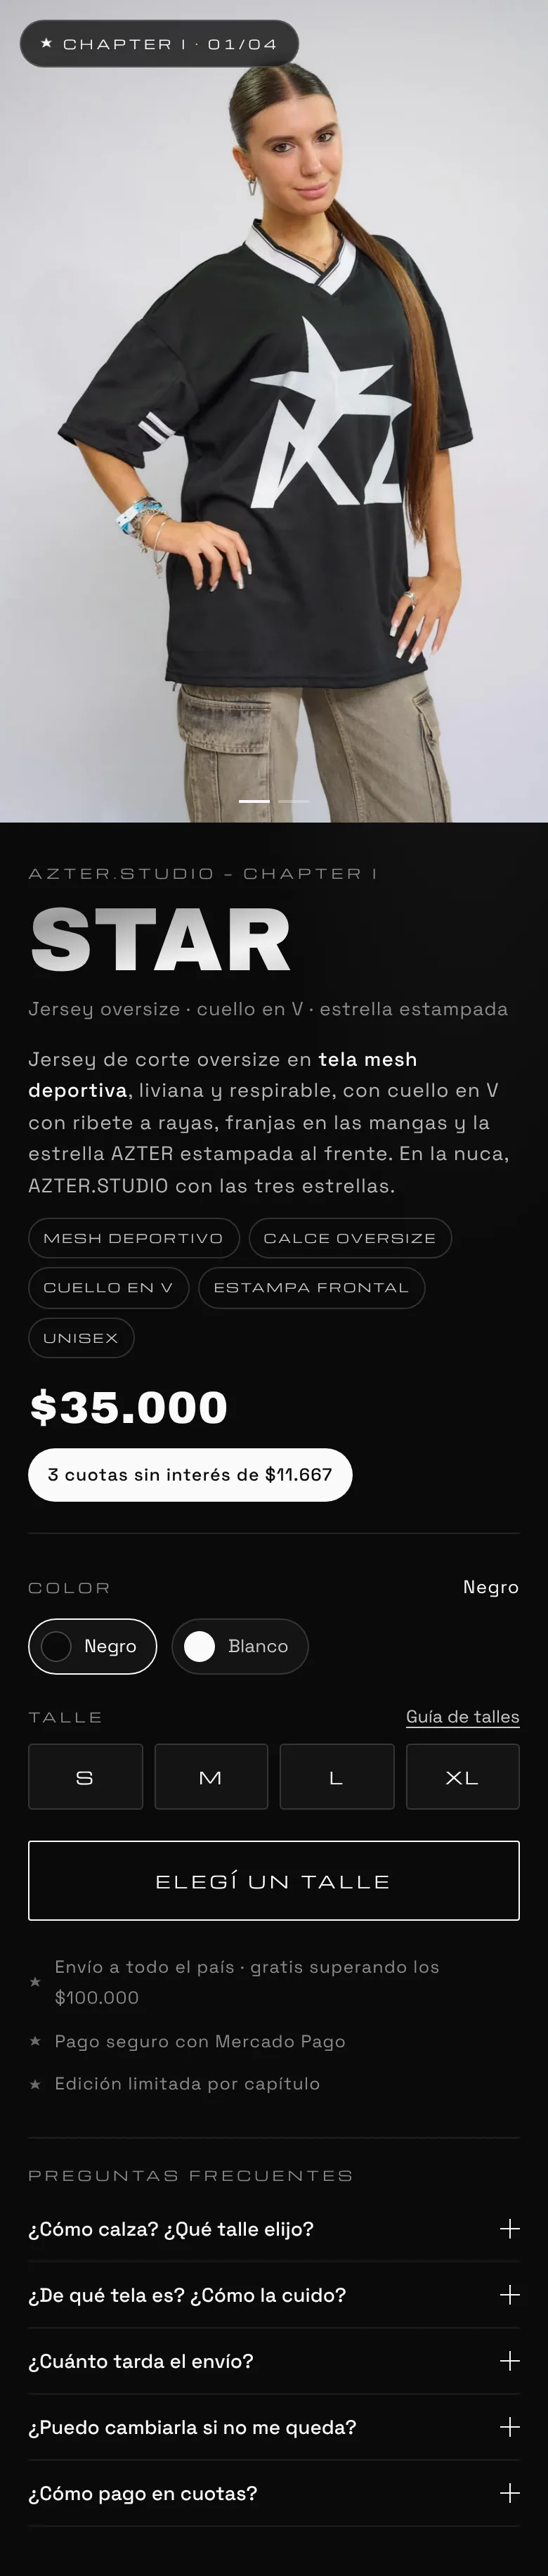 ★ CHAPTER I · 01/04
AZ
AZTER.STUDIO – CHAPTER I
STAR
Jersey oversize · cuello en V · estrella estampada
Jersey de corte oversize en tela mesh
deportiva, liviana y respirable, con cuello en V
con ribete a rayas, franjas en las mangas y la
estrella AZTER estampada al frente. En la nuca,
AZTER.STUDIO con las tres estrellas.
MESH DEPORTIVO CALCE OVERSIZE
CUELLO EN V ESTAMPA FRONTAL
UNISEX
$35.000
3 cuotas sin interés de $11.667
COLOR Negro
Negro Blanco
TALLE Guía de talles
S M L XL
ELEGÍ UN TALLE
★ Envío a todo el país · gratis superando los
$100.000
★ Pago seguro con Mercado Pago
★ Edición limitada por capítulo
PREGUNTAS FRECUENTES
¿Cómo calza? ¿Qué talle elijo?
¿De qué tela es? ¿Cómo la cuido?
¿Cuánto tarda el envío?
¿Puedo cambiarla si no me queda?
¿Cómo pago en cuotas?